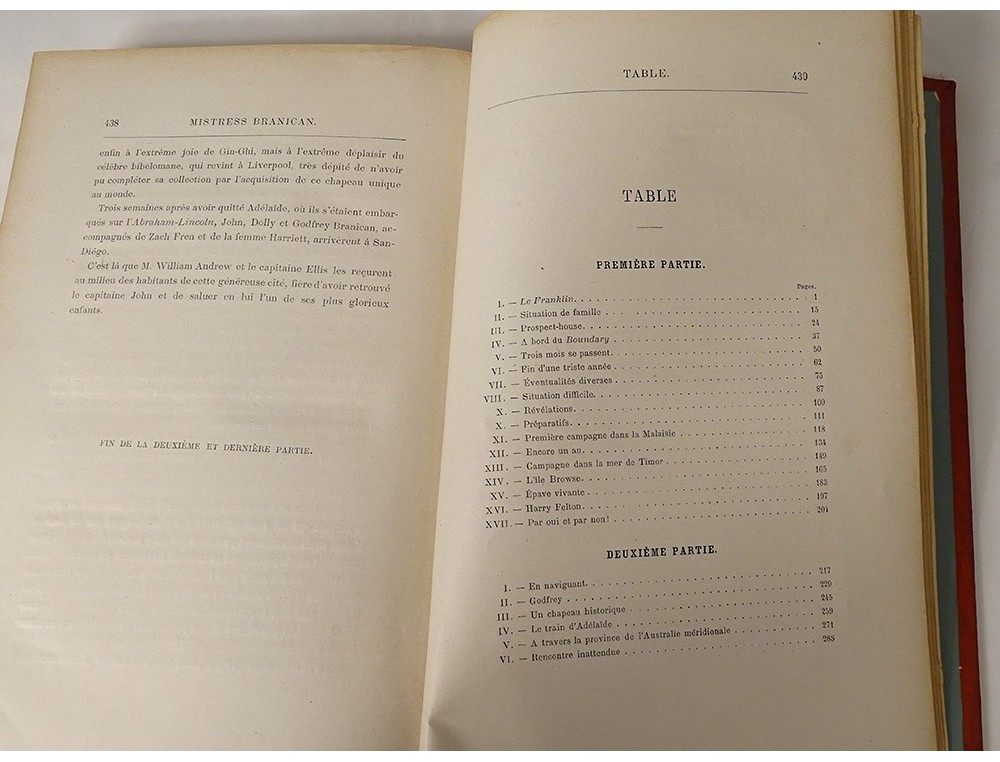 438 MISTRESS BRANICAN.
enfin à l'extrême joie de Gin-Ghi, mais à l'extrême déplaisir du
célèbre bibelomane, qui revint à Liverpool, très dépité de n'avoir
pu compléter sa collection par l'acquisition de ce chapeau unique
au monde.
Trois semaines après avoir quitté Adélaïde, où ils s'étaient embar-
qués sur l'Abraham-Lincoln, John, Dolly et Godfrey Branican, ac-
compagnés de Zach Fren et de la femme Harriett, arrivèrent à San-
Diégo.
C'est là que M. William Andrew et le capitaine Ellis les reçurent
au milieu des habitants de cette généreuse cité, fière d'avoir retrouvé
le capitaine John et de saluer en lui l'un de ses plus glorieux
enfants.
FIN DE LA DEUXIÈME ET DERNIÈRE PARTIE.
TABLE. 439
TABLE
PREMIÈRE PARTIE.
Pages.
I. — Le Franklin. 1
II. — Situation de famille 15
III. — Prospect-house. 24
IV. — A bord du Boundary 37
V. — Trois mois se passent. 50
VI. — Fin d'une triste année 62
VII. — Éventualités diverses 75
VIII. — Situation difficile. 87
X. — Révélations. 100
X. — Préparatifs. 111
XI. — Première campagne dans la Malaisie 118
XII. — Encore un an. 134
XIII. — Campagne dans la mer de Timor 149
XIV. — L'île Browse. 165
XV. — Épave vivante 183
XVI. — Harry Felton. 197
XVII. — Par oui et par non! 204
DEUXIÈME PARTIE.
I. — En naviguant. 217
II. — Godfrey 229
III. — Un chapeau historique 245
IV. — Le train d'Adélaïde 259
V. — A travers la province de l'Australie méridionale 271
VI. — Rencontre inattendue 288